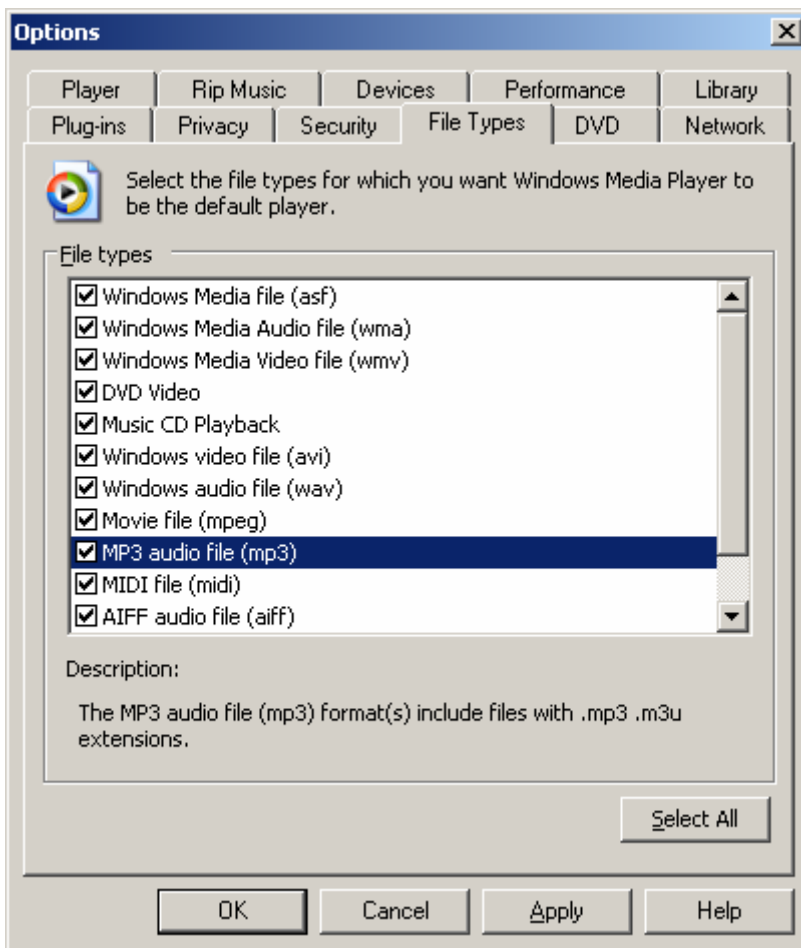 Options
Player Rip Music Devices Performance Library
Plug-ins Privacy Security File Types DVD Network
Select the file types for which you want Windows Media Player to
be the default player.
File types
Windows Media file (asf)
Windows Media Audio file (wma)
Windows Media Video file (wmv)
DVD Video
Music CD Playback
Windows video file (avi)
Windows audio file (wav)
Movie file (mpeg)
MP3 audio file (mp3)
MIDI file (midi)
AIFF audio file (aiff)
Description:
The MP3 audio file (mp3) format(s) include files with .mp3 .m3u
extensions.
Select All
OK Cancel Apply Help